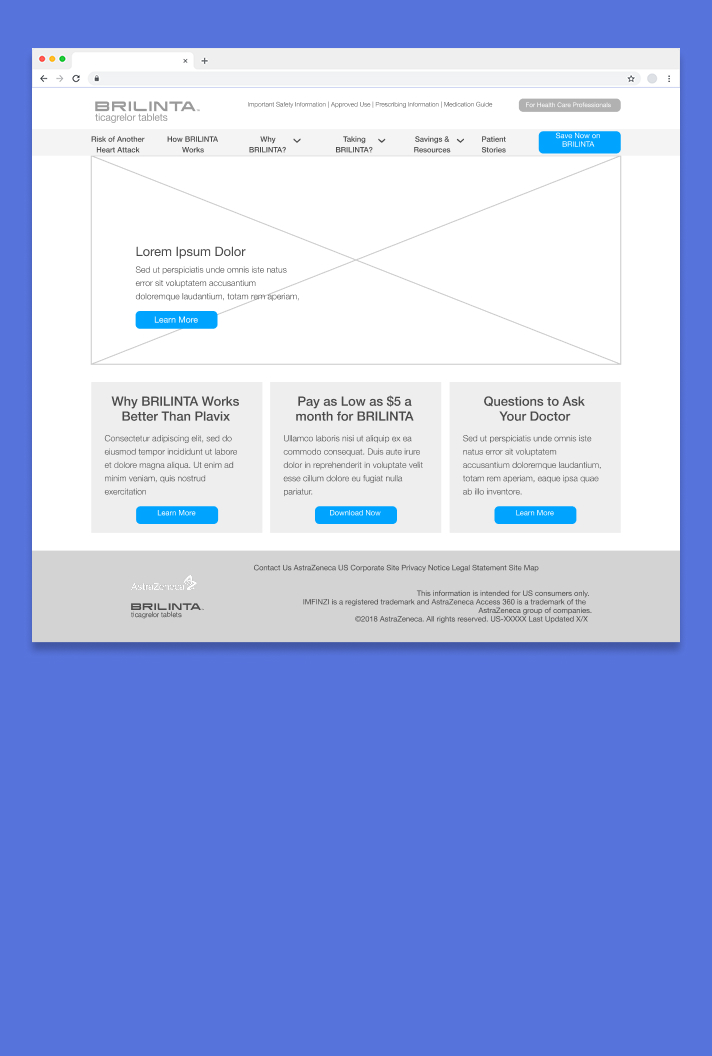 BRILINTA™
ticagrelor tablets
Important Safety Information | Approved Use | Prescribing Information | Medication Guide
For Health Care Professionals
Risk of Another
Heart Attack
How BRILINTA
Works
Why
BRILINTA?
Taking
BRILINTA?
Savings &
Resources
Patient
Stories
Save Now on
BRILINTA
Lorem Ipsum Dolor
Sed ut perspiciatis unde omnis iste natus
error sit voluptatem accusantium
doloremque laudantium, totam rem aperiam,
Learn More
Why BRILINTA Works
Better Than Plavix
Consectetur adipiscing elit, sed do
eiusmod tempor incididunt ut labore
et dolore magna aliqua. Ut enim ad
minim veniam, quis nostrud
exercitation
Learn More
Pay as Low as $5 a
month for BRILINTA
Ullamco laboris nisi ut aliquip ex ea
commodo consequat. Duis aute irure
dolor in reprehenderit in voluptate velit
esse cillum dolore eu fugiat nulla
pariatur.
Download Now
Questions to Ask
Your Doctor
Sed ut perspiciatis unde omnis iste
natus error sit voluptatem
accusantium doloremque laudantium,
totam rem aperiam, eaque ipsa quae
ab illo inventore.
Learn More
Contact Us AstraZeneca US Corporate Site Privacy Notice Legal Statement Site Map
AstraZeneca
BRILINTA™
ticagrelor tablets
This information is intended for US consumers only.
IMFINZI is a registered trademark and AstraZeneca Access 360 is a trademark of the
AstraZeneca group of companies.
©2018 AstraZeneca. All rights reserved. US-XXXXX Last Updated X/X